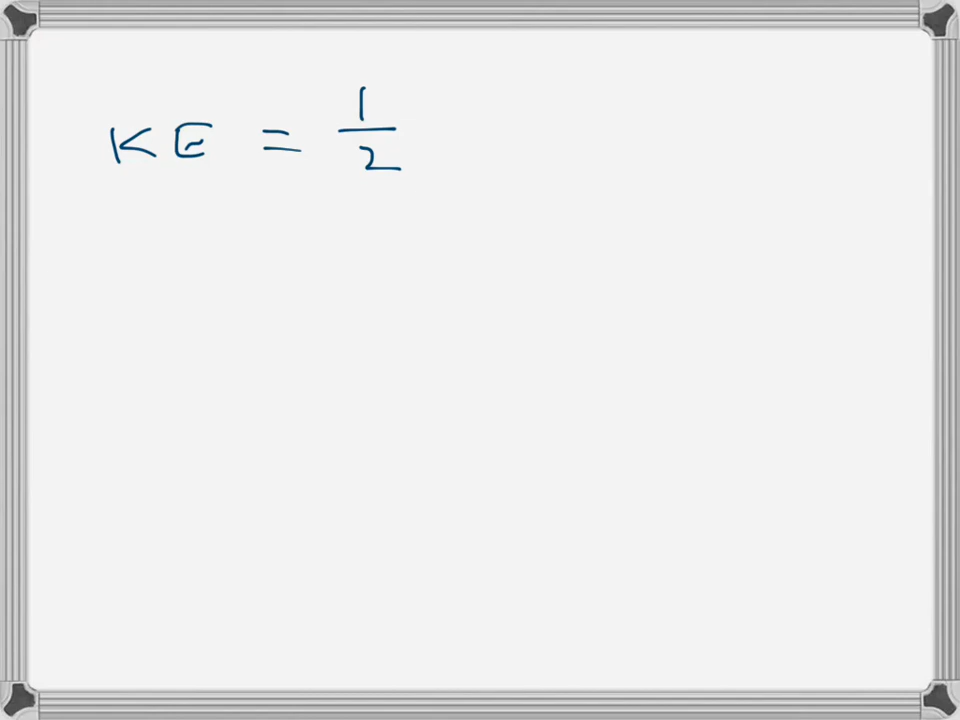 KE = 1/2